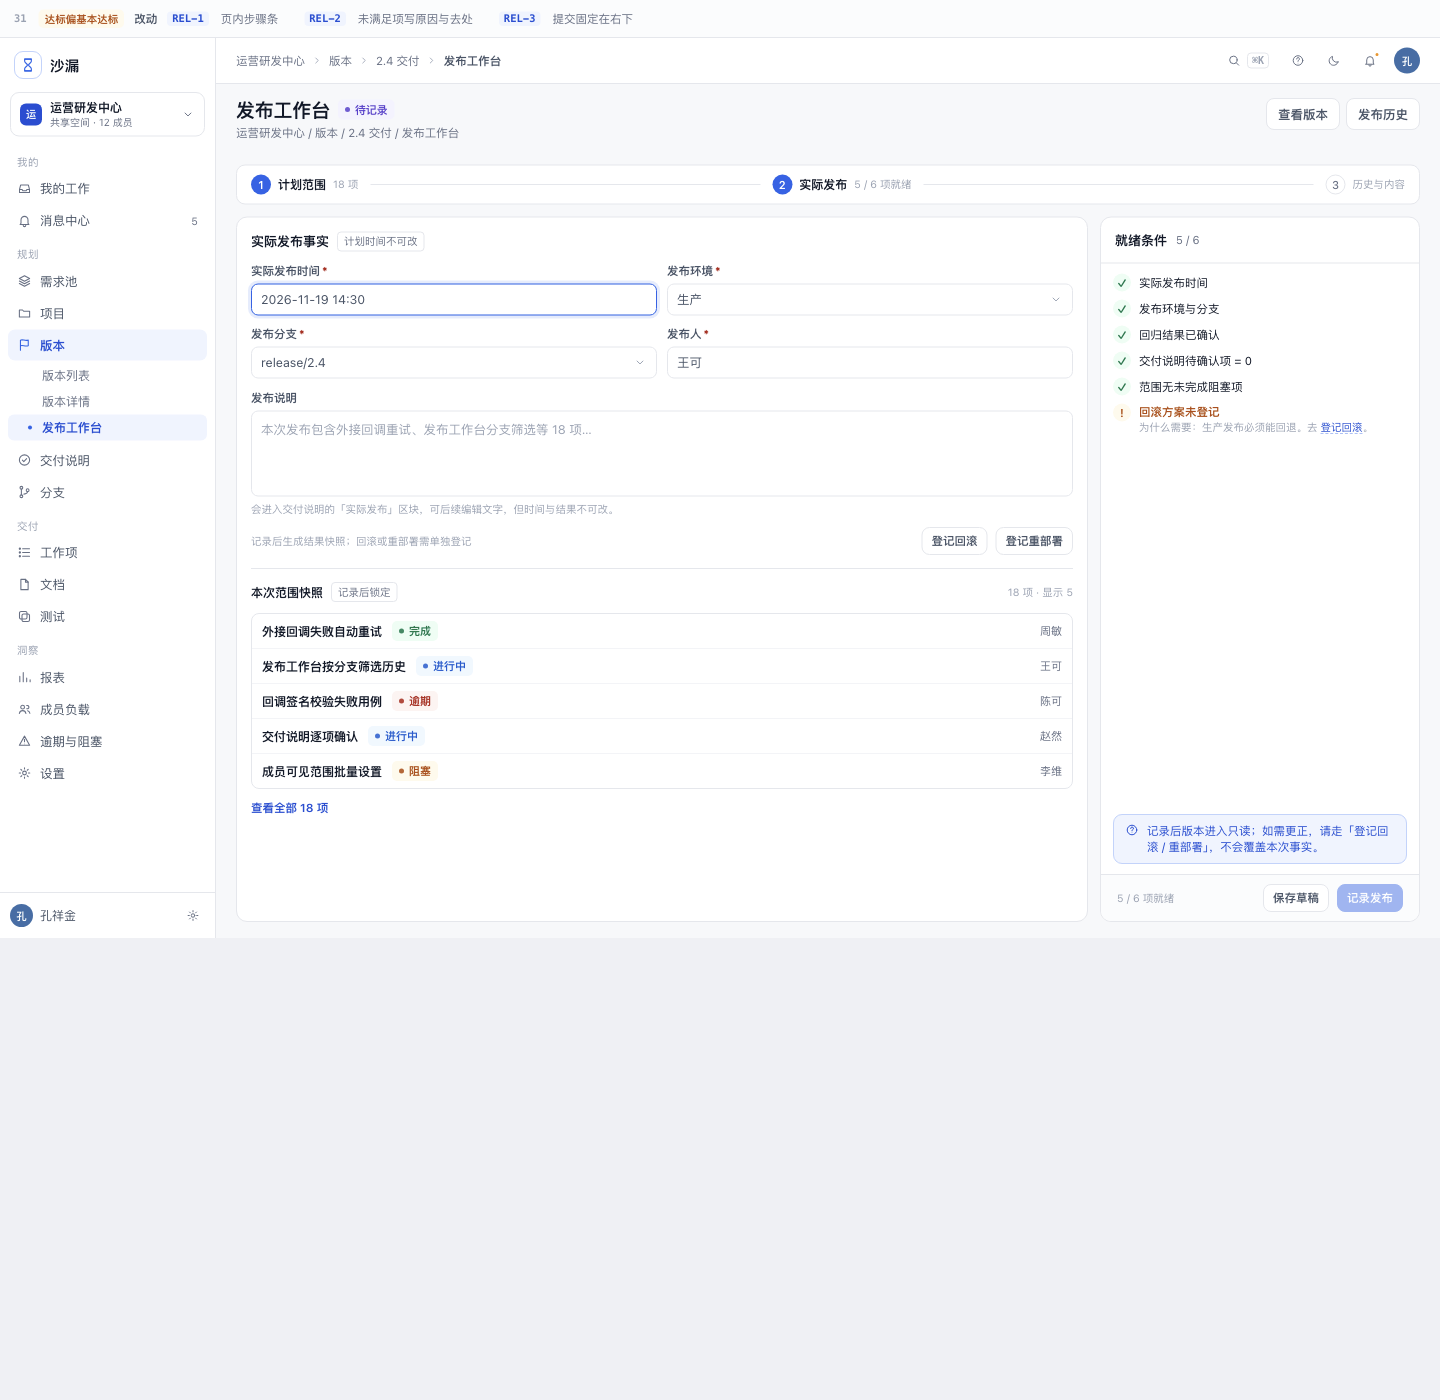 31 达标偏基本达标 改动 REL-1 页内步骤条 REL-2 未满足项写原因与去处 REL-3 提交固定在右下
沙漏
运 运营研发中心
共享空间 · 12 成员
我的
我的工作
消息中心 5
规划
需求池
项目
版本
版本列表
版本详情
发布工作台
交付说明
分支
交付
工作项
文档
测试
洞察
报表
成员负载
逾期与阻塞
设置
孔 孔祥金
运营研发中心 > 版本 > 2.4 交付 > 发布工作台
⌘K 孔
发布工作台 待记录
运营研发中心 / 版本 / 2.4 交付 / 发布工作台
查看版本 发布历史
1 计划范围 18 项 2 实际发布 5 / 6 项就绪 3 历史与内容
实际发布事实 计划时间不可改
实际发布时间* 发布环境*
2026-11-19 14:30 生产
发布分支* 发布人*
release/2.4 王可
发布说明
本次发布包含外接回调重试、发布工作台分支筛选等 18 项…
会进入交付说明的「实际发布」区块，可后续编辑文字，但时间与结果不可改。
记录后生成结果快照；回滚或重部署需单独登记 登记回滚 登记重部署
本次范围快照 记录后锁定 18 项 · 显示 5
外接回调失败自动重试 完成 周敏
发布工作台按分支筛选历史 进行中 王可
回调签名校验失败用例 逾期 陈可
交付说明逐项确认 进行中 赵然
成员可见范围批量设置 阻塞 李维
查看全部 18 项
就绪条件 5 / 6
实际发布时间
发布环境与分支
回归结果已确认
交付说明待确认项 = 0
范围无未完成阻塞项
! 回滚方案未登记
为什么需要：生产发布必须能回退。去 登记回滚。
记录后版本进入只读；如需更正，请走「登记回
滚 / 重部署」，不会覆盖本次事实。
5 / 6 项就绪 保存草稿 记录发布